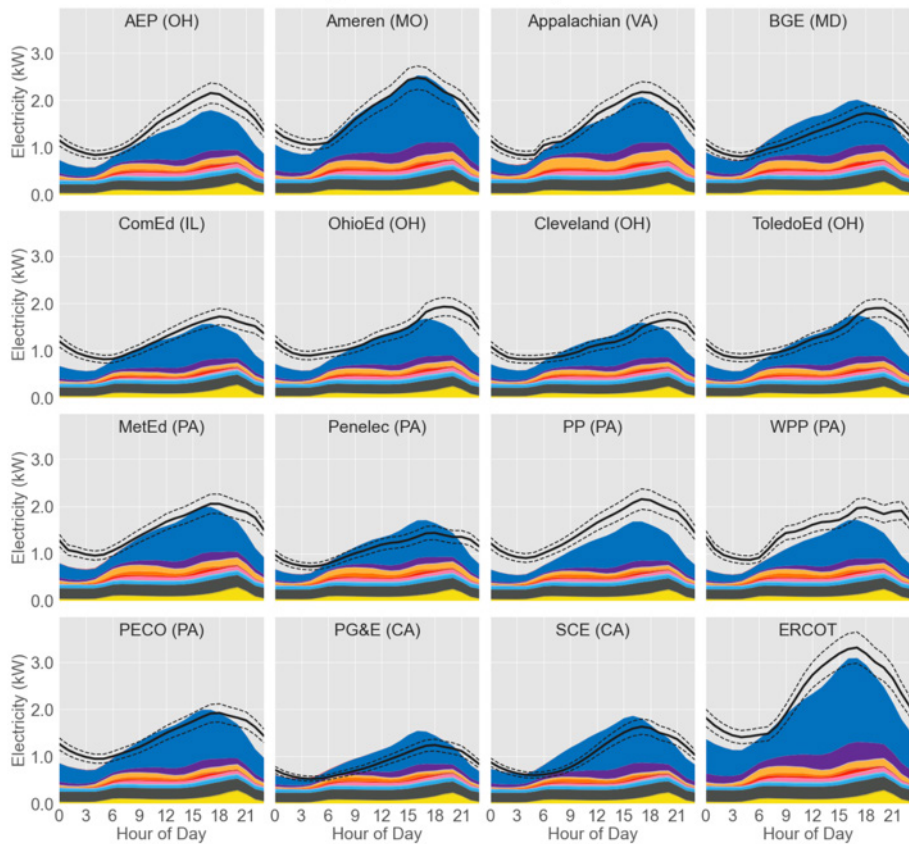 AEP (OH) Ameren (MO) Appalachian (VA) BGE (MD)
Electricity (kW)
3.0
2.0
1.0
0.0
ComEd (IL) OhioEd (OH) Cleveland (OH) ToledoEd (OH)
Electricity (kW)
3.0
2.0
1.0
0.0
MetEd (PA) Penelec (PA) PP (PA) WPP (PA)
Electricity (kW)
3.0
2.0
1.0
0.0
PECO (PA) PG&E (CA) SCE (CA) ERCOT
Electricity (kW)
3.0
2.0
1.0
0.0
0 3 6 9 12 15 18 21 0 3 6 9 12 15 18 21 0 3 6 9 12 15 18 21 0 3 6 9 12 15 18 21
Hour of Day Hour of Day Hour of Day Hour of Day